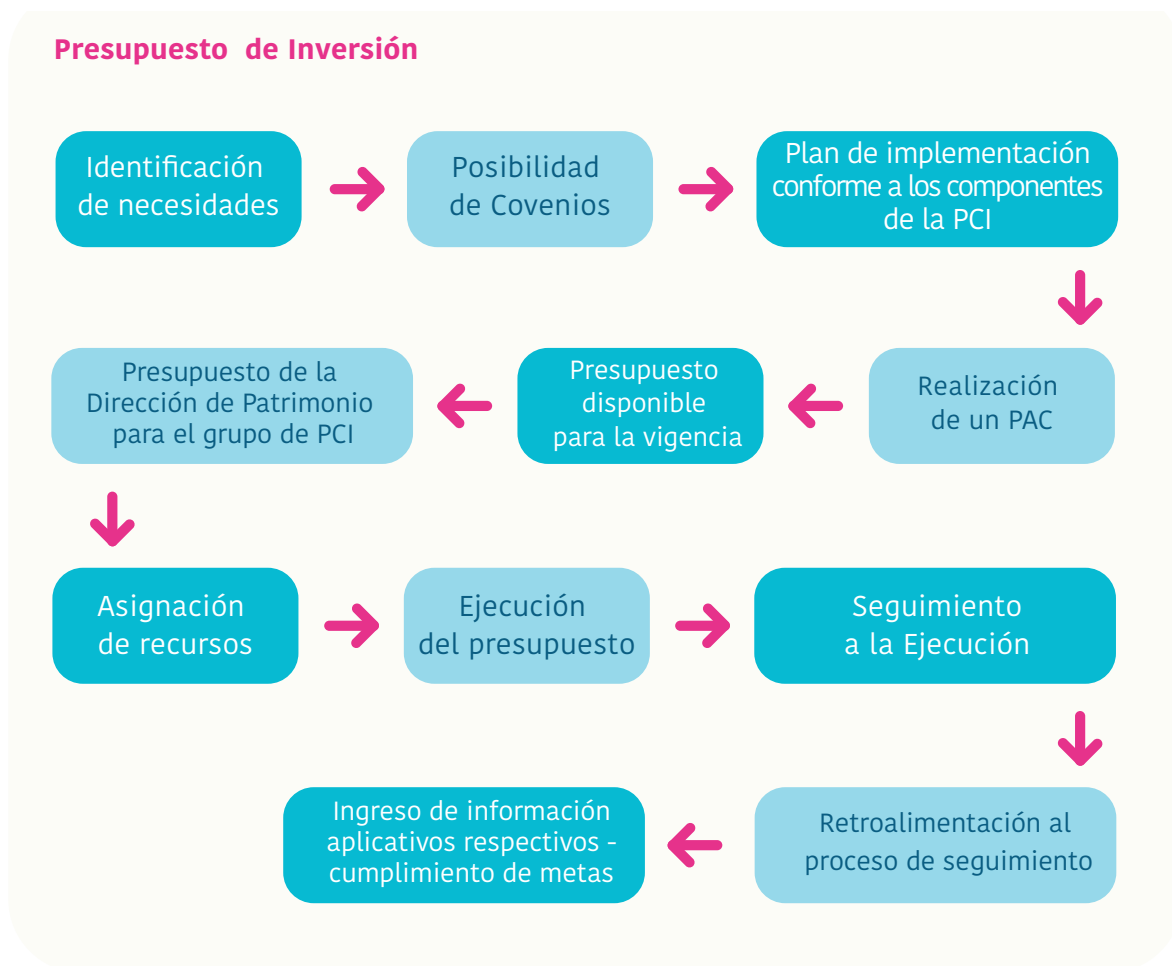 Presupuesto de Inversión
Identificación
de necesidades
Posibilidad
de Covenios
Plan de implementación
conforme a los componentes
de la PCI
Realización
de un PAC
Presupuesto
disponible
para la vigencia
Presupuesto de la
Dirección de Patrimonio
para el grupo de PCI
Asignación
de recursos
Ejecución
del presupuesto
Seguimiento
a la Ejecución
Retroalimentación al
proceso de seguimiento
Ingreso de información
aplicativos respectivos -
cumplimiento de metas